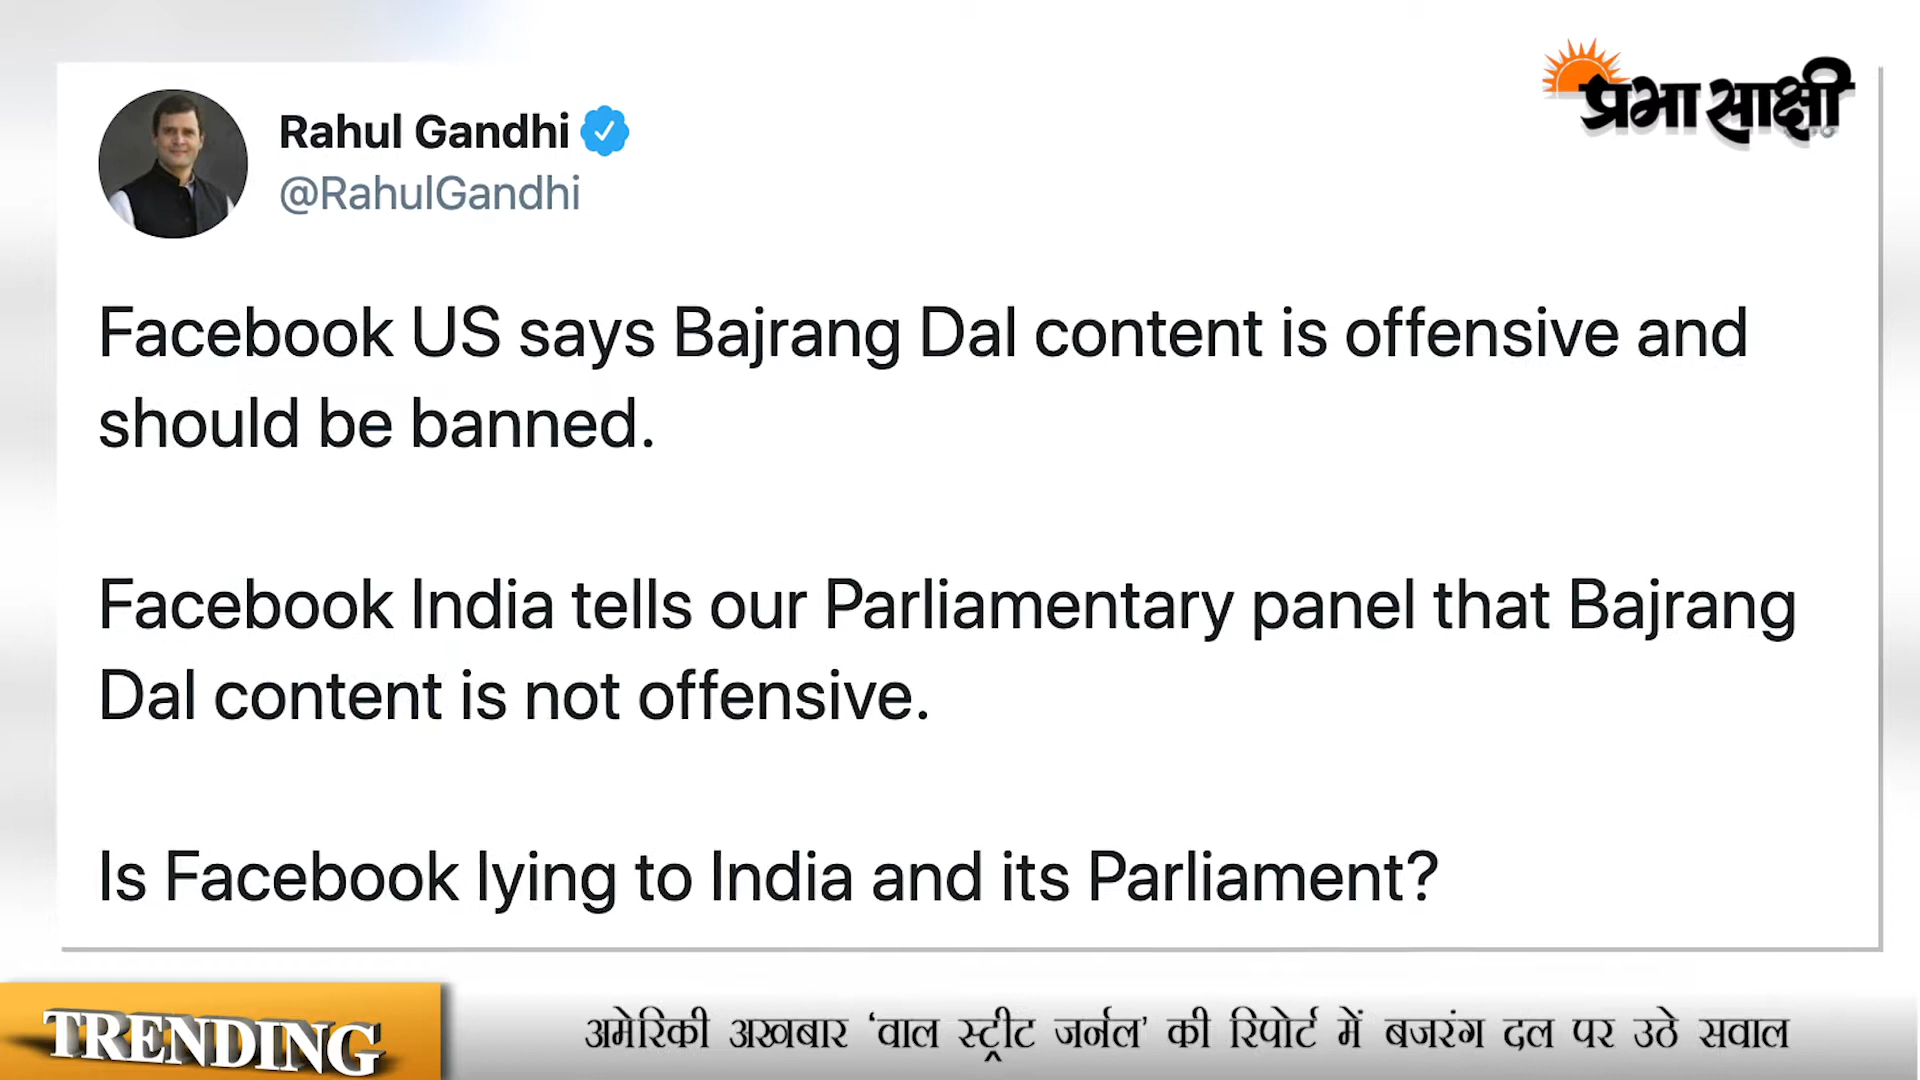 प्रभा साक्षी
Rahul Gandhi
@RahulGandhi
Facebook US says Bajrang Dal content is offensive and
should be banned.
Facebook India tells our Parliamentary panel that Bajrang
Dal content is not offensive.
Is Facebook lying to India and its Parliament?
TRENDING
अमेरिकी अखबार ‘वाल स्ट्रीट जर्नल’ की रिपोर्ट में बजरंग दल पर उठे सवाल